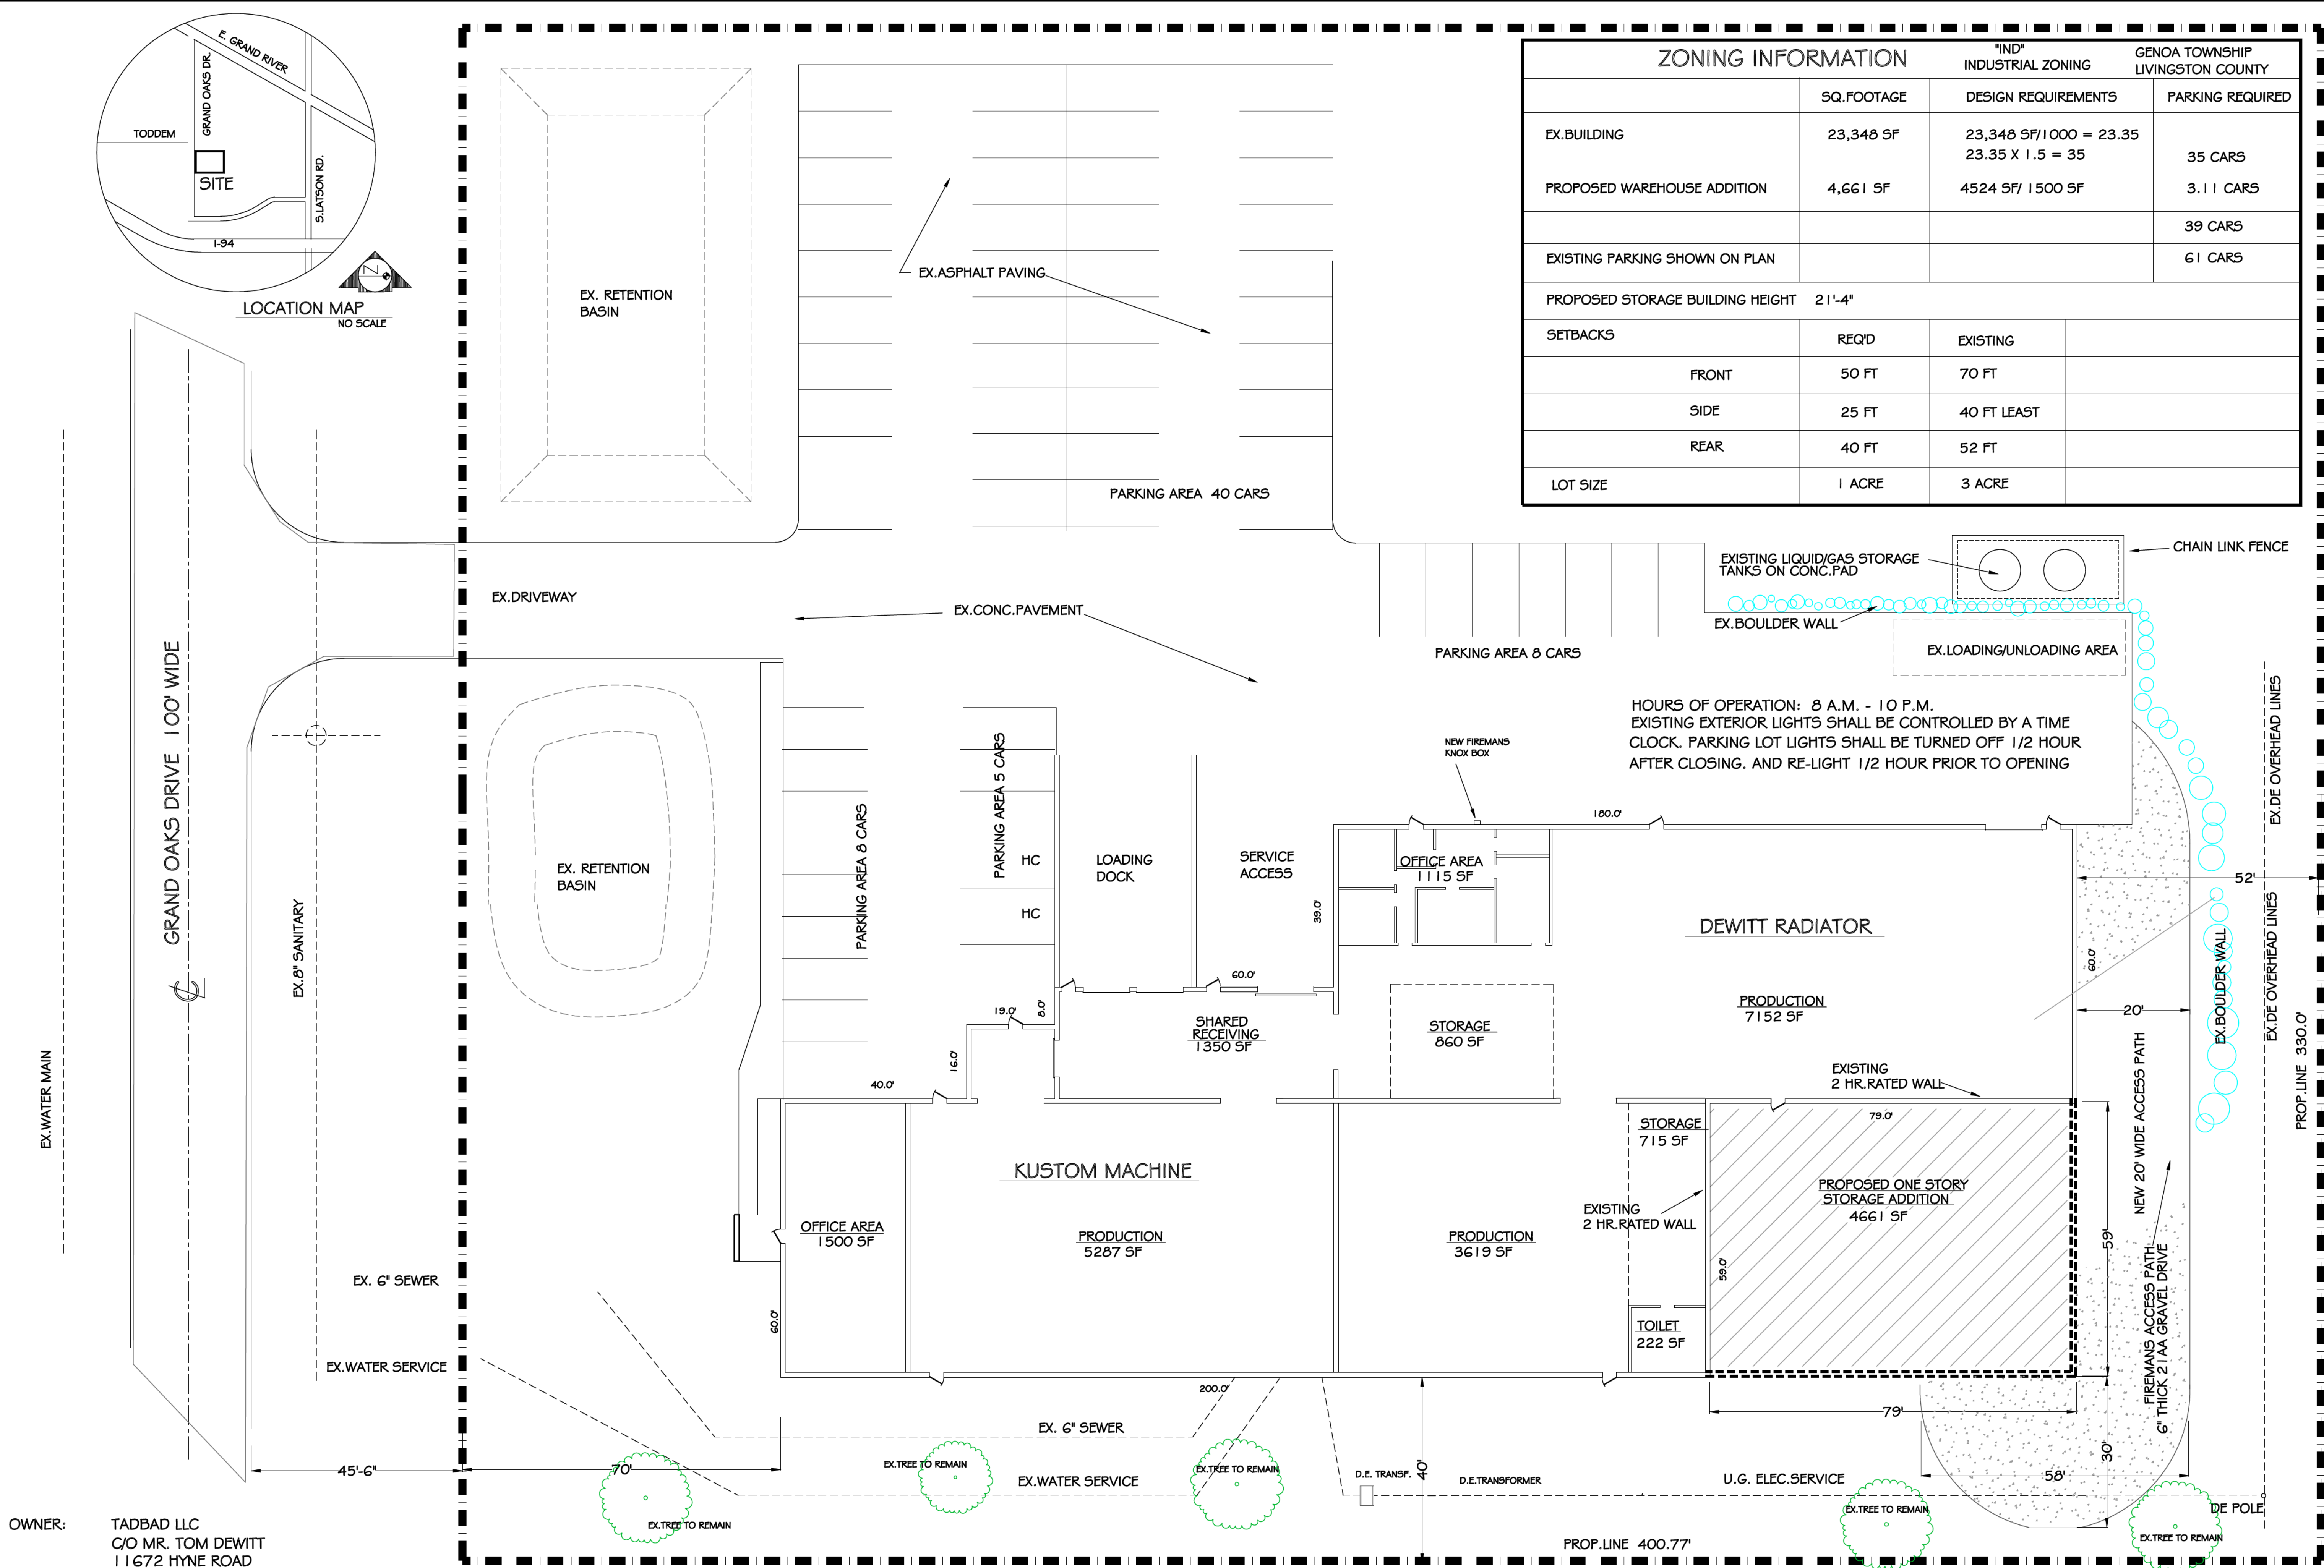 E. GRAND RIVER
GRAND OAKS DR.
TODDEM
SITE
S.LATSON RD.
I-94
N
LOCATION MAP
NO SCALE
ZONING INFORMATION
"IND"
INDUSTRIAL ZONING
GENOA TOWNSHIP
LIVINGSTON COUNTY
SQ.FOOTAGE DESIGN REQUIREMENTS PARKING REQUIRED
EX.BUILDING 23,348 SF 23,348 SF/1000 = 23.35
23.35 X 1.5 = 35 35 CARS
PROPOSED WAREHOUSE ADDITION 4,661 SF 4524 SF/ 1500 SF 3.11 CARS
39 CARS
EXISTING PARKING SHOWN ON PLAN 61 CARS
PROPOSED STORAGE BUILDING HEIGHT 21'-4"
SETBACKS REQ'D EXISTING
FRONT 50 FT 70 FT
SIDE 25 FT 40 FT LEAST
REAR 40 FT 52 FT
LOT SIZE 1 ACRE 3 ACRE
EX. RETENTION
BASIN
EX.ASPHALT PAVING
PARKING AREA 40 CARS
EX.DRIVEWAY
EX.CONC.PAVEMENT
PARKING AREA 8 CARS
EXISTING LIQUID/GAS STORAGE
TANKS ON CONC.PAD
CHAIN LINK FENCE
EX.BOULDER WALL
EX.LOADING/UNLOADING AREA
HOURS OF OPERATION: 8 A.M. - 10 P.M.
EXISTING EXTERIOR LIGHTS SHALL BE CONTROLLED BY A TIME
CLOCK. PARKING LOT LIGHTS SHALL BE TURNED OFF 1/2 HOUR
AFTER CLOSING. AND RE-LIGHT 1/2 HOUR PRIOR TO OPENING
NEW FIREMANS
KNOX BOX
180.0'
GRAND OAKS DRIVE 100' WIDE
CL
EX.8" SANITARY
EX.WATER MAIN
EX. RETENTION
BASIN
PARKING AREA 8 CARS
PARKING AREA 5 CARS
HC
HC
LOADING
DOCK
SERVICE
ACCESS
39.0'
60.0'
OFFICE AREA
1115 SF
DEWITT RADIATOR
PRODUCTION
7152 SF
STORAGE
860 SF
SHARED
RECEIVING
1350 SF
19.0'
8.0'
16.0'
40.0'
60.0'
52'
20'
EX.DE OVERHEAD LINES
EX.DE OVERHEAD LINES
EX.BOULDER WALL
PROP.LINE 330.0'
NEW 20' WIDE ACCESS PATH
EXISTING
2 HR.RATED WALL
79.0'
STORAGE
715 SF
KUSTOM MACHINE
OFFICE AREA
1500 SF
PRODUCTION
5287 SF
PRODUCTION
3619 SF
EXISTING
2 HR.RATED WALL
PROPOSED ONE STORY
STORAGE ADDITION
4661 SF
59.0'
59'
FIREMANS ACCESS PATH
6" THICK 21AA GRAVEL DRIVE
TOILET
222 SF
EX. 6" SEWER
60.0'
EX.WATER SERVICE
200.0'
79'
30'
58'
EX. 6" SEWER
45'-6"
70'
EX.TREE TO REMAIN
EX.TREE TO REMAIN
EX.TREE TO REMAIN
EX.WATER SERVICE
D.E. TRANSF.
40'
D.E.TRANSFORMER
U.G. ELEC.SERVICE
EX.TREE TO REMAIN
DE POLE
EX.TREE TO REMAIN
PROP.LINE 400.77'
OWNER: TADBAD LLC
C/O MR. TOM DEWITT
11672 HYNE ROAD